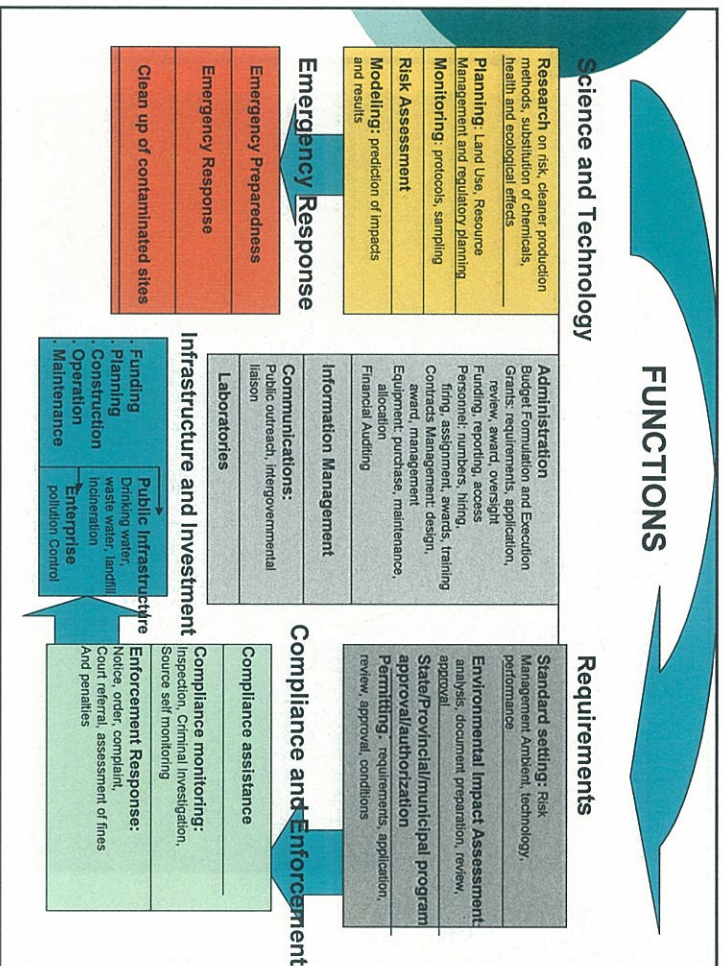 FUNCTIONS
Science and Technology
Research on risk, cleaner production
methods, substitution of chemicals,
health and ecological effects
Planning: Land Use, Resource
Management and regulatory planning
Monitoring: protocols, sampling
Risk Assessment
Modeling: prediction of impacts
and results
Emergency Response
Emergency Preparedness
Emergency Response
Clean up of contaminated sites
Administration
Budget Formulation and Execution
Grants: requirements, application,
review, award, oversight
Funding, reporting, access
Personnel: numbers, hiring,
firing, assignment, awards, training
Contracts Management: design,
award, management
Equipment: purchase, maintenance,
allocation
Financial Auditing
Information Management
Communications:
Public outreach, intergovernmental
liaison
Laboratories
Infrastructure and Investment
. Funding
. Planning
. Construction
. Operation
. Maintenance
Public Infrastructure
Drinking water,
waste water, landfill
Incineration
Enterprise
pollution Control
Requirements
Standard setting: Risk
Management Ambient, technology,
performance
Environmental Impact Assessment:
analysis, document preparation, review,
approval
State/Provincial/municipal program
approval/authorization
Permitting: requirements, application,
review, approval, conditions
Compliance and Enforcement
Compliance assistance
Compliance monitoring:
Inspection, Criminal Investigation,
Source self monitoring
Enforcement Response:
Notice, order, complaint,
Court referral, assessment of fines
And penalties